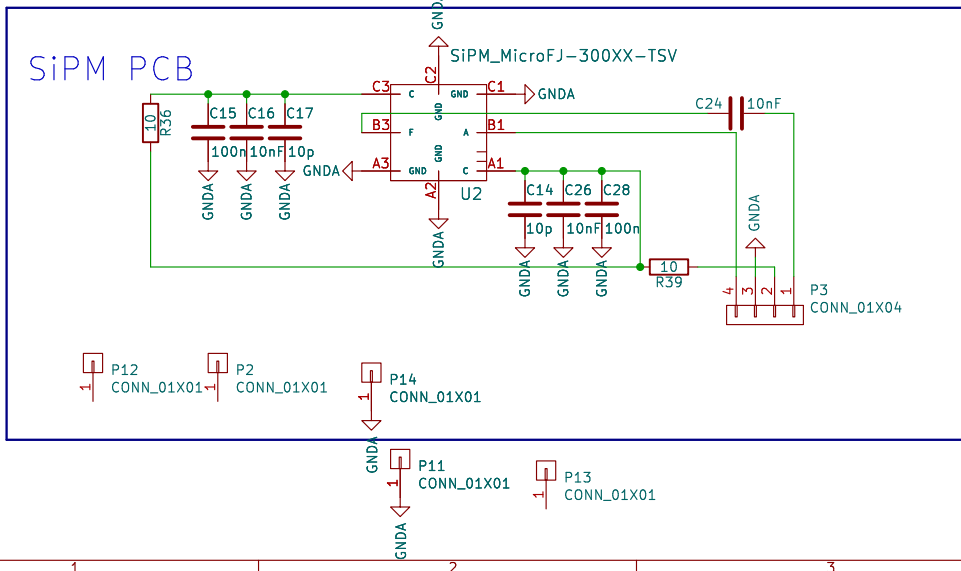 GND
SiPM_MicroFJ-300XX-TSV
SiPM PCB
C2
C3
C
GND
C1
GNDA
C24
10nF
10
R36
C15
C16
C17
GND
B3
F
A
B1
100n
10nF
10p
GNDA
GND
A3
GND
C
A1
GNDA
GNDA
GNDA
A2
U2
C14
C26
C28
GNDA
10p
10nF
100n
GNDA
GNDA
GNDA
GNDA
10
R39
4
3
2
1
P3
CONN_01X04
P12
CONN_01X01
1
P2
CONN_01X01
1
P14
CONN_01X01
1
GNDA
P11
CONN_01X01
1
GNDA
P13
CONN_01X01
1
1
2
3